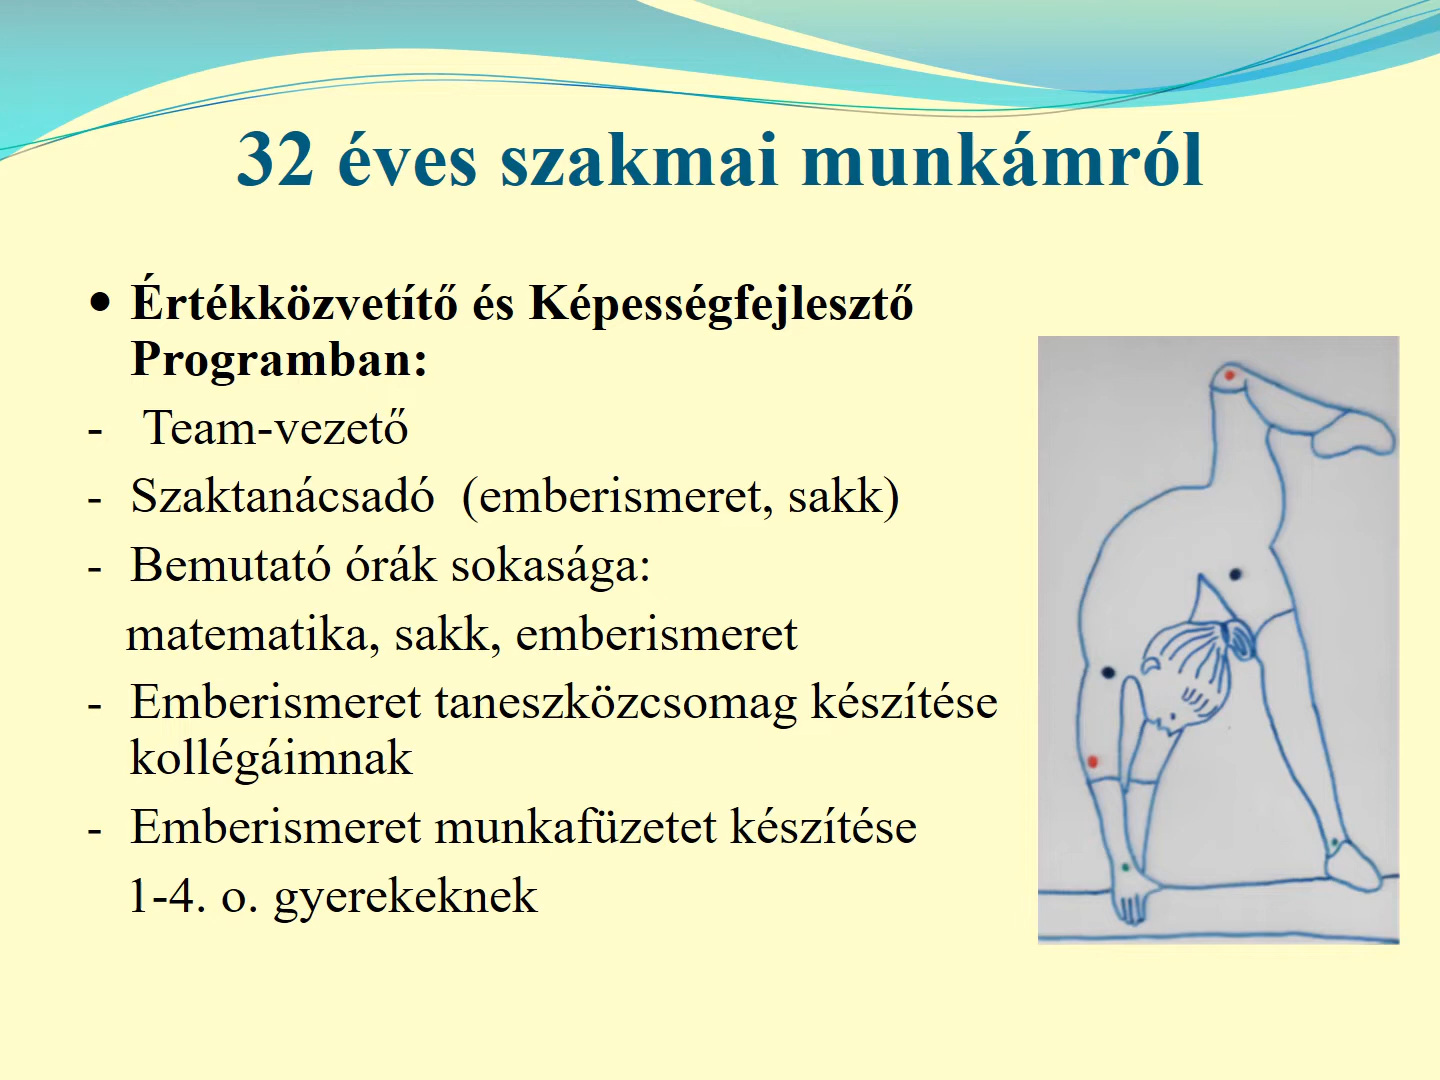 32 éves szakmai munkámról
• Értékközvetítő és Képességfejlesztő
Programban:
- Team-vezető
- Szaktanácsadó (emberismeret, sakk)
- Bemutató órák sokasága:
matematika, sakk, emberismeret
- Emberismeret taneszközcsomag készítése
kollégáimnak
- Emberismeret munkafüzetet készítése
1-4. o. gyerekeknek